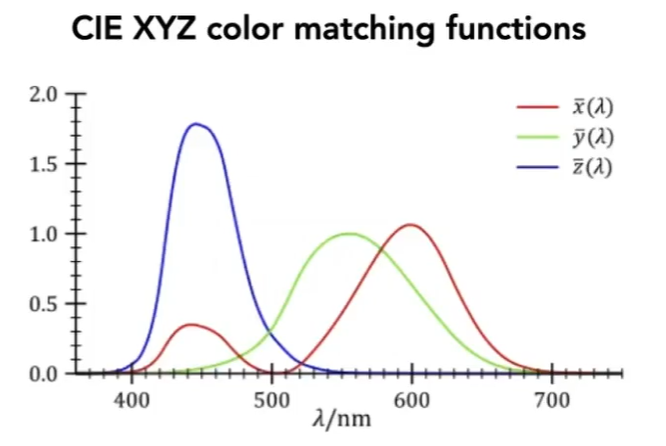 CIE XYZ color matching functions
2.0
1.5
1.0
0.5
0.0
x̄(λ)
ȳ(λ)
z̄(λ)
400 500 600 700
λ/nm